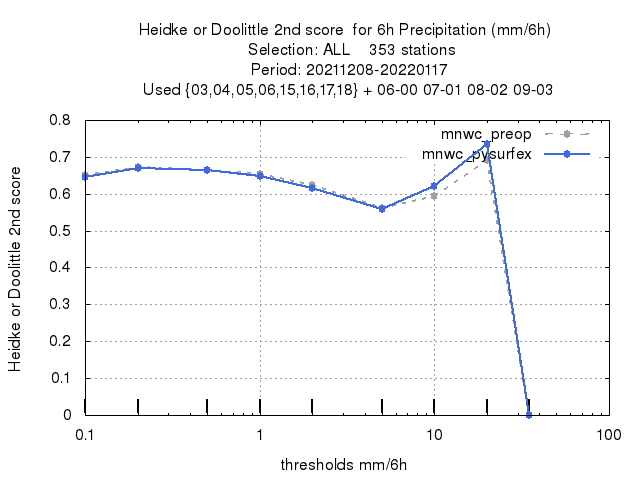 Heidke or Doolittle 2nd score  for 6h Precipitation (mm/6h)
Selection: ALL    353 stations
Period: 20211208-20220117
Used {03,04,05,06,15,16,17,18} + 06-00 07-01 08-02 09-03
mnwc_preop
mnwc_pysurfex
Heidke or Doolittle 2nd score
0.8
0.7
0.6
0.5
0.4
0.3
0.2
0.1
0
0.1 1 10 100
thresholds mm/6h